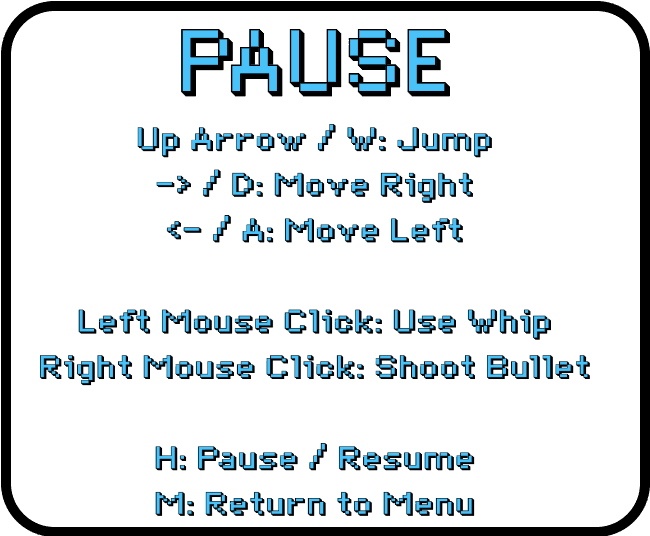 PAUSE
Up Arrow / W: Jump
-> / D: Move Right
<- / A: Move Left
Left Mouse Click: Use Whip
Right Mouse Click: Shoot Bullet
H: Pause / Resume
M: Return to Menu